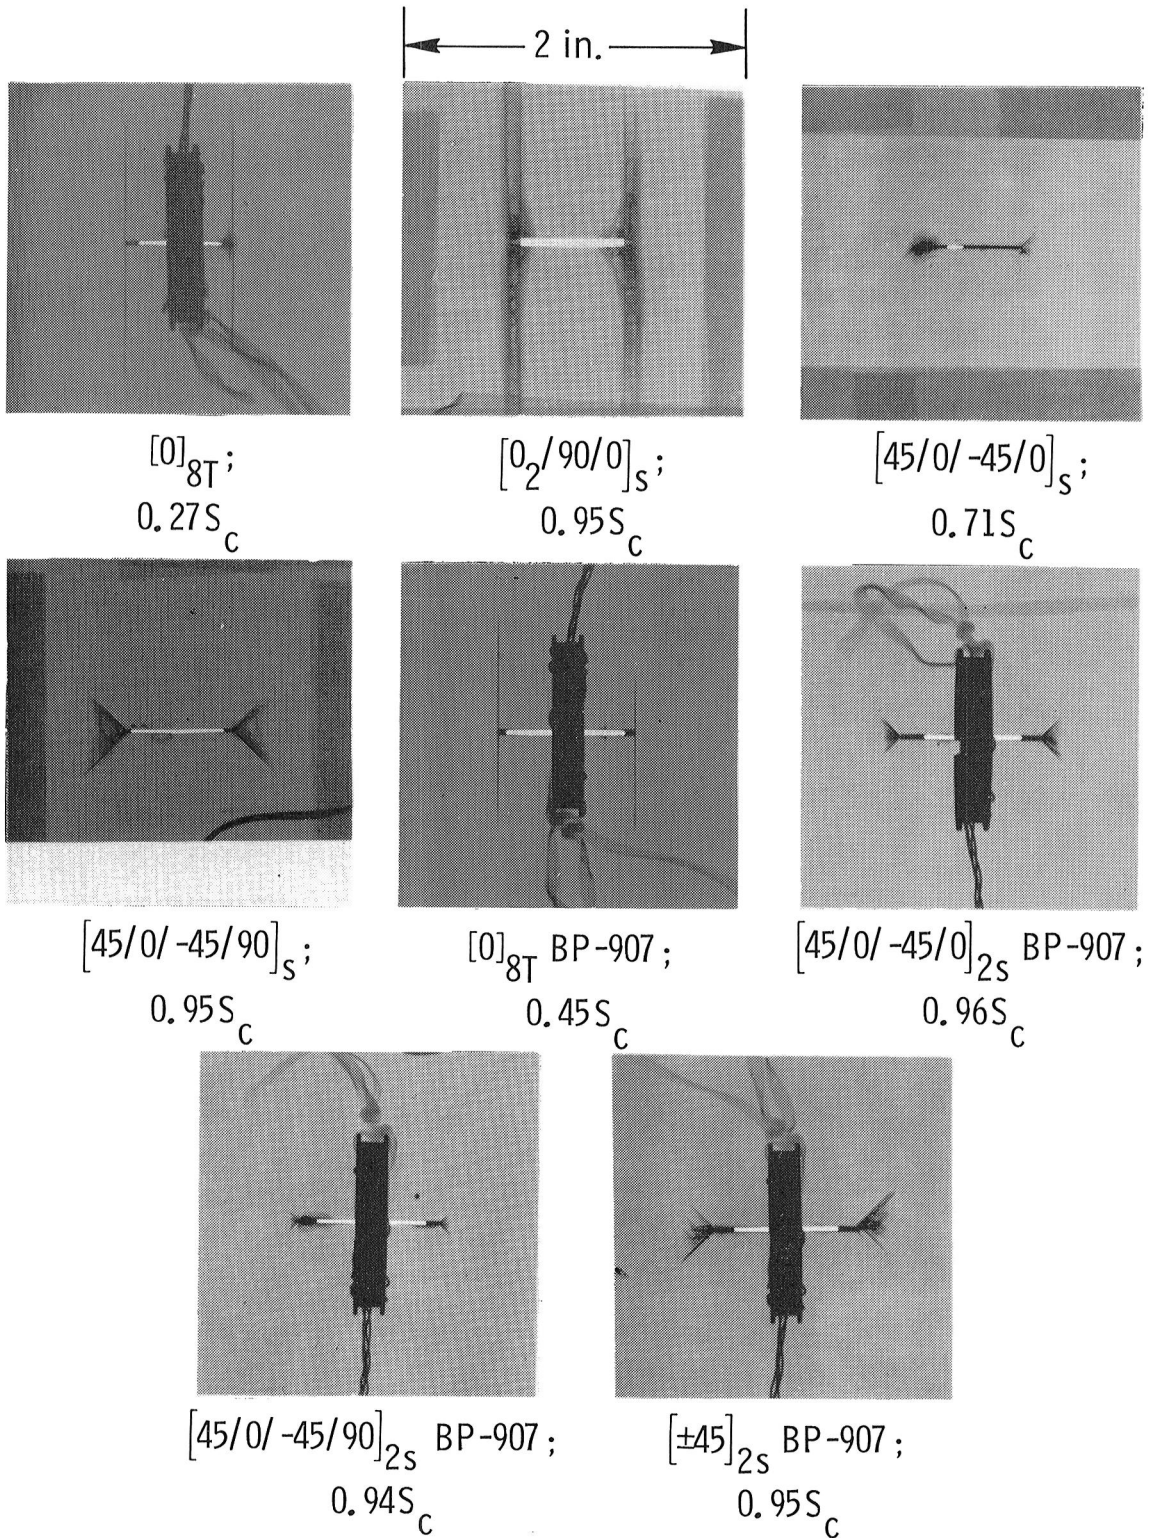 2 in.
[0]8T;
0.27Sc
[02/90/0]s;
0.95Sc
[45/0/-45/0]s;
0.71Sc
[45/0/-45/90]s;
0.95Sc
[0]8T BP-907;
0.45Sc
[45/0/-45/0]2s BP-907;
0.96Sc
[45/0/-45/90]2s BP-907;
0.94Sc
[±45]2s BP-907;
0.95Sc